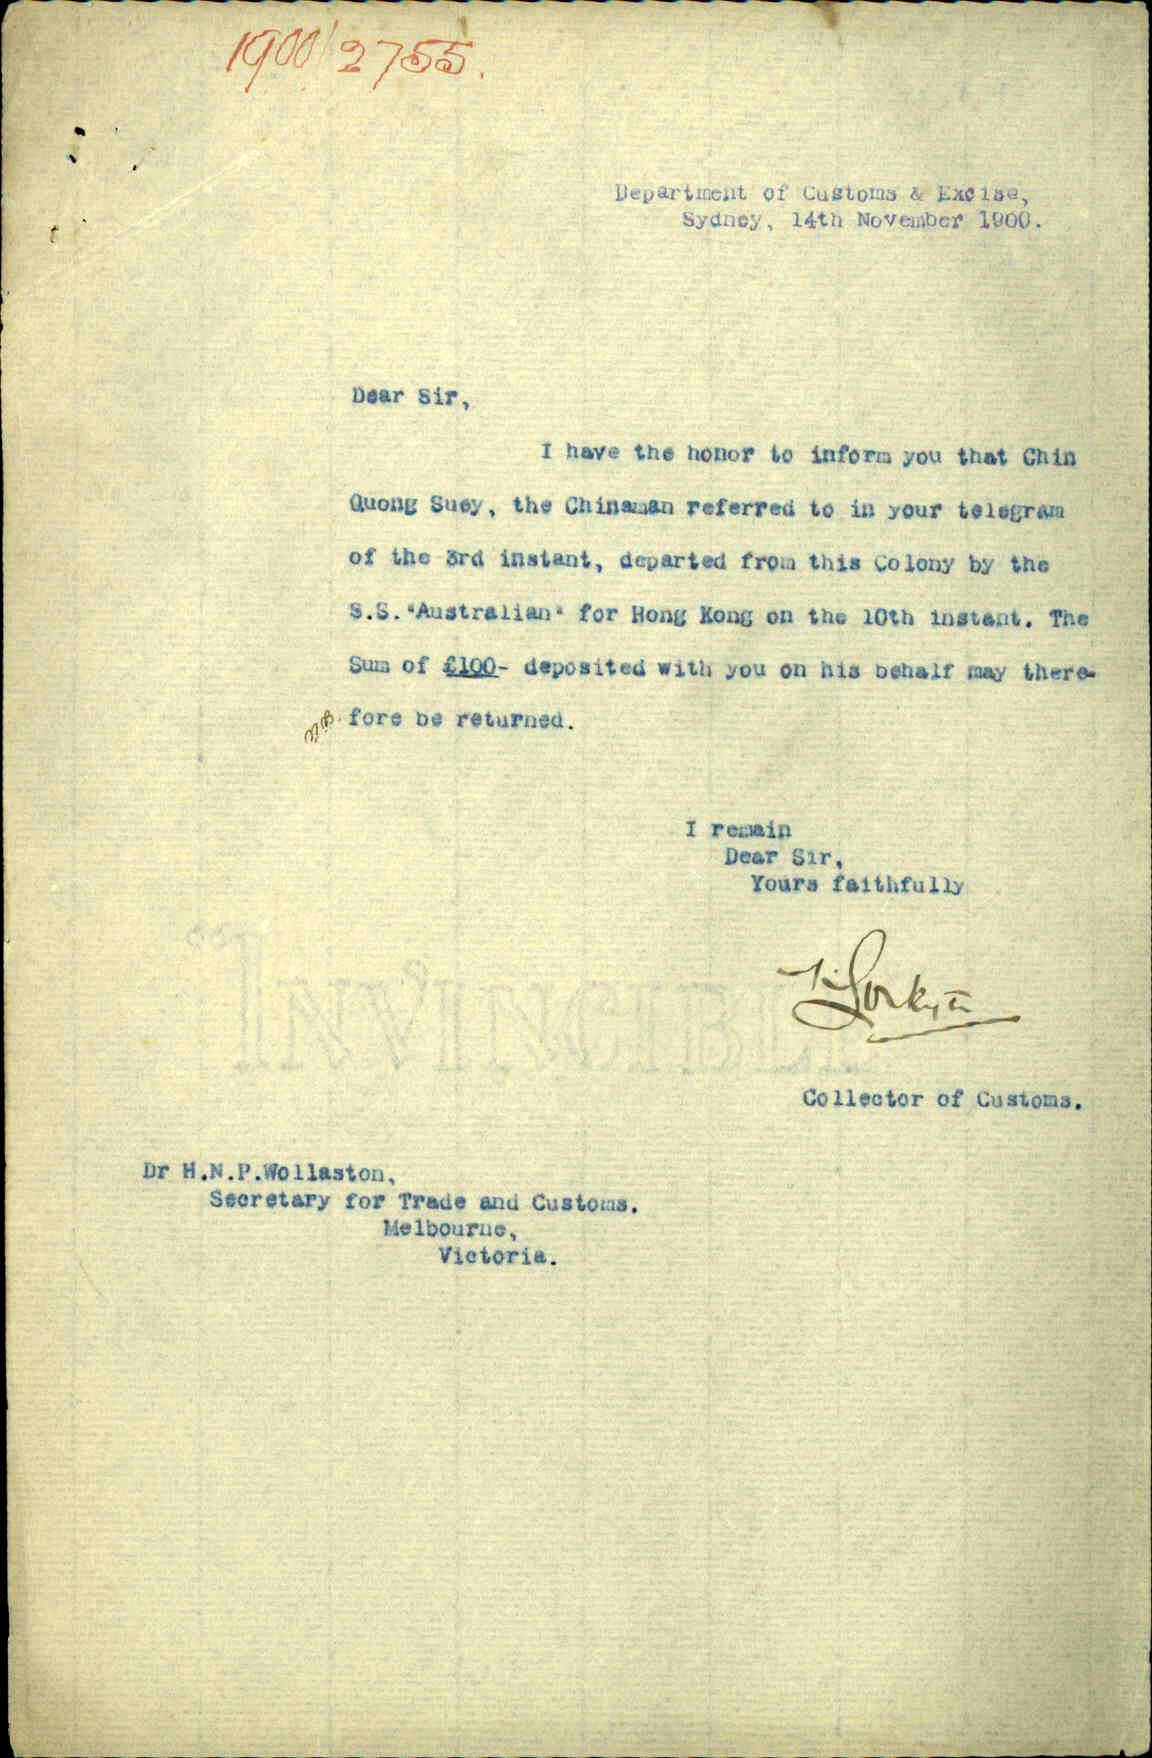 1900/2755.
Department of Customs & Excise,
Sydney, 14th November 1900.
Dear Sir,
I have the honor to inform you that Chin
Quong Suey, the Chinaman referred to in your telegram
of the 3rd instant, departed from this Colony by the
S.S."Australian" for Hong Kong on the 10th instant. The
Sum of £100- deposited with you on his behalf may there-
fore be returned.
I remain
Dear Sir,
Yours faithfully
Collector of Customs.
INVINCIBLE
Dr H.N.P.Wollaston,
Secretary for Trade and Customs.
Melbourne,
Victoria.